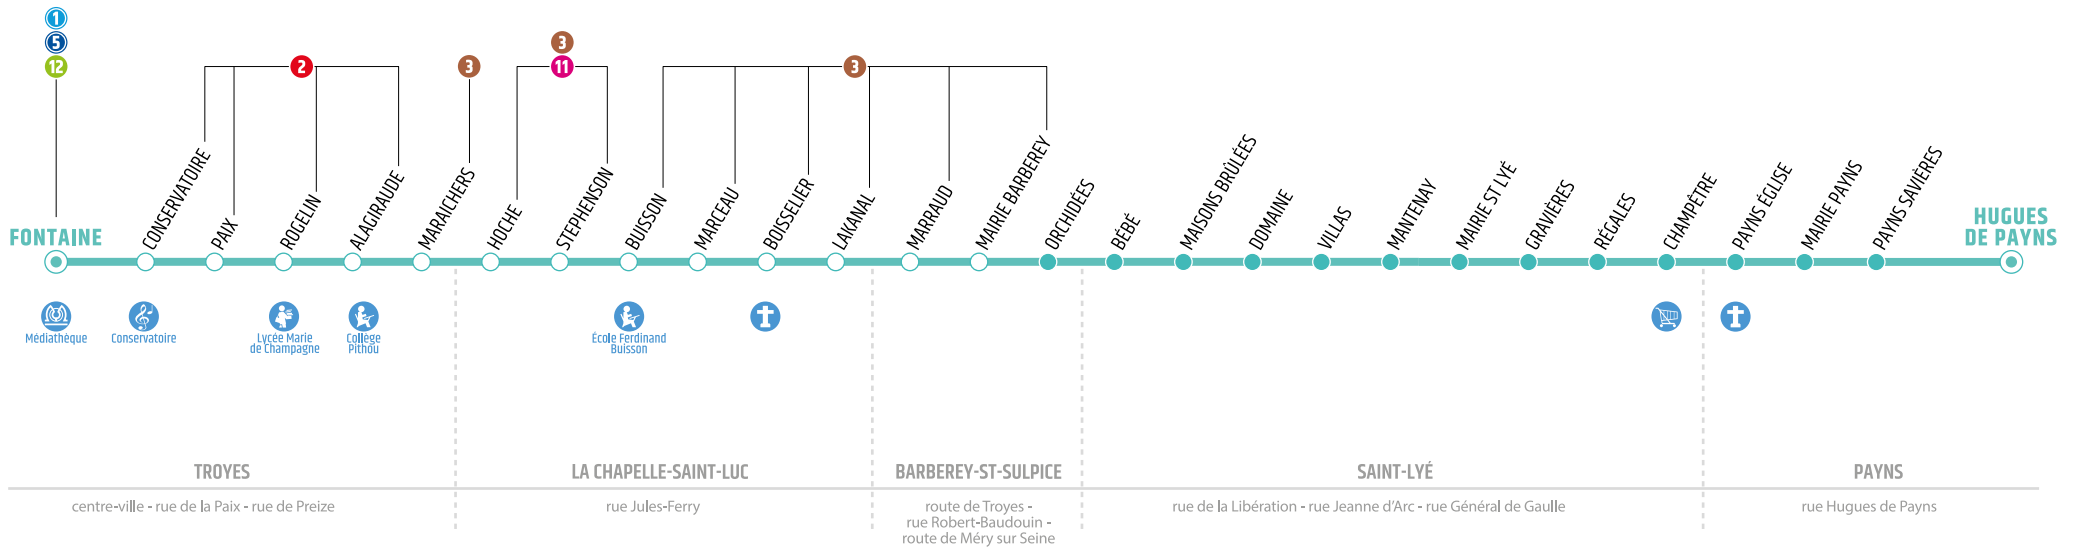 1
5
12
2
3
3
11
3
FONTAINE
CONSERVATOIRE
PAIX
ROGELIN
ALAGIRAUDE
MARAICHERS
HOCHE
STEPHENSON
BUISSON
MARCEAU
BOISSELIER
LAKANAL
MARRAUD
MAIRIE BARBEREY
ORCHIDÉES
BÉBÉ
MAISONS BRÛLÉES
DOMAINE
VILLAS
MANTENAY
MAIRIE ST LYÉ
GRAVIÈRES
RÉGALES
CHAMPÊTRE
PAYNS ÉGLISE
MAIRIE PAYNS
PAYNS SAVIÈRES
HUGUES
DE PAYNS
Médiathèque
Conservatoire
Lycée Marie
de Champagne
Collège
Pithou
École Ferdinand
Buisson
TROYES
centre-ville - rue de la Paix - rue de Preize
LA CHAPELLE-SAINT-LUC
rue Jules-Ferry
BARBEREY-ST-SULPICE
route de Troyes -
rue Robert-Baudouin -
route de Méry sur Seine
SAINT-LYÉ
rue de la Libération - rue Jeanne d'Arc - rue Général de Gaulle
PAYNS
rue Hugues de Payns